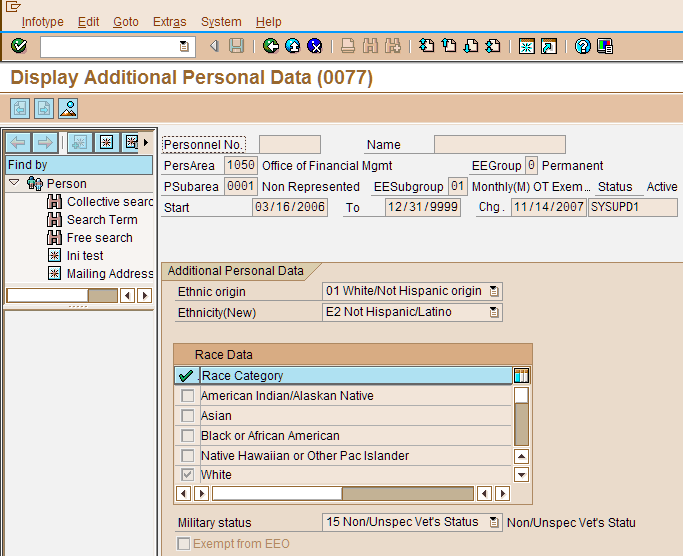 Infotype Edit Goto Extras System Help
Display Additional Personal Data (0077)
Find by
Person
Collective searc
Search Term
Free search
Ini test
Mailing Address
Personnel No. Name
PersArea 1050 Office of Financial Mgmt EEGroup 0 Permanent
PSubarea 0001 Non Represented EESubgroup 01 Monthly(M) OT Exem .. Status Active
Start 03/16/2006 To 12/31/9999 Chg. 11/14/2007 SYSUPD1
Additional Personal Data
Ethnic origin 01 White/Not Hispanic origin
Ethnicity(New) E2 Not Hispanic/Latino
Race Data
Race Category
American Indian/Alaskan Native
Asian
Black or African American
Native Hawaiian or Other Pac Islander
White
Military status 15 Non/Unspec Vet's Status Non/Unspec Vet's Statu
Exempt from EEO